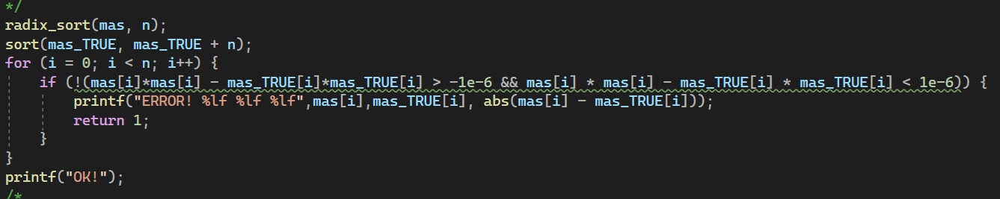 */
radix_sort(mas, n);
sort(mas_TRUE, mas_TRUE + n);
for (i = 0; i < n; i++) {
if (!(mas[i]*mas[i] - mas_TRUE[i]*mas_TRUE[i] > -1e-6 && mas[i] * mas[i] - mas_TRUE[i] * mas_TRUE[i] < 1e-6)) {
printf("ERROR! %lf %lf %lf",mas[i],mas_TRUE[i], abs(mas[i] - mas_TRUE[i]));
return 1;
}
}
printf("OK!");
/*